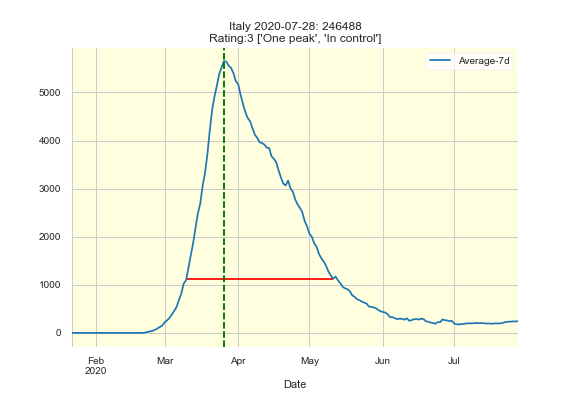 Italy 2020-07-28: 246488
Rating:3 ['One peak', 'In control']
Average-7d
5000
4000
3000
2000
1000
0
Feb
2020
Mar
Apr
May
Jun
Jul
Date